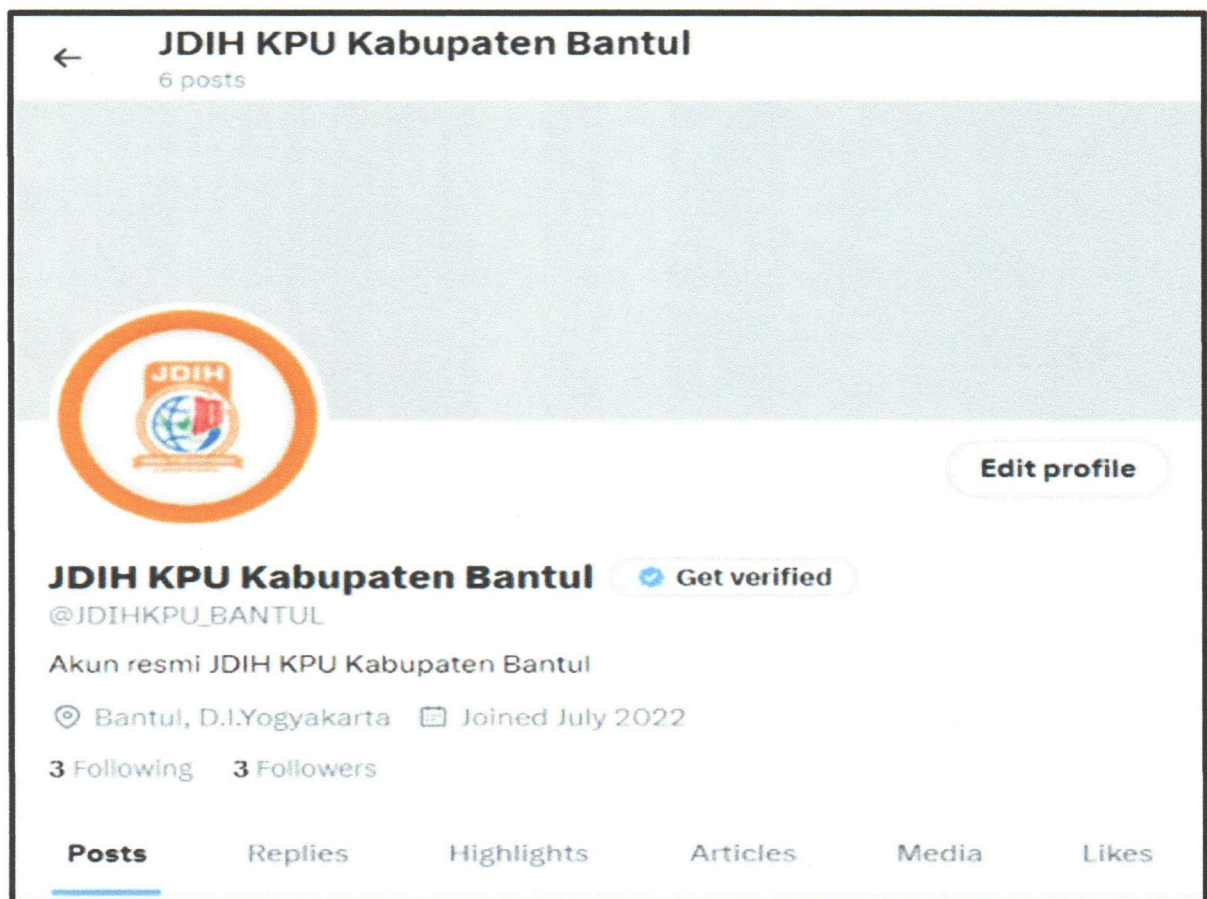 JDIH KPU Kabupaten Bantul
6 posts
JDIH
Edit profile
JDIH KPU Kabupaten Bantul Get verified
@JDIHKPU_BANTUL
Akun resmi JDIH KPU Kabupaten Bantul
Bantul, D.I.Yogyakarta Joined July 2022
3 Following 3 Followers
Posts Replies Highlights Articles Media Likes